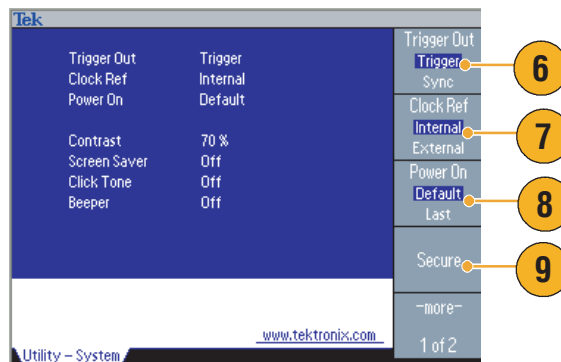 Tek
Trigger Out Trigger
Clock Ref Internal
Power On Default
Contrast 70 %
Screen Saver Off
Click Tone Off
Beeper Off
www.tektronix.com
Utility – System
Trigger Out
Trigger
Sync
Clock Ref
Internal
External
Power On
Default
Last
Secure
-more-
1 of 2
6
7
8
9